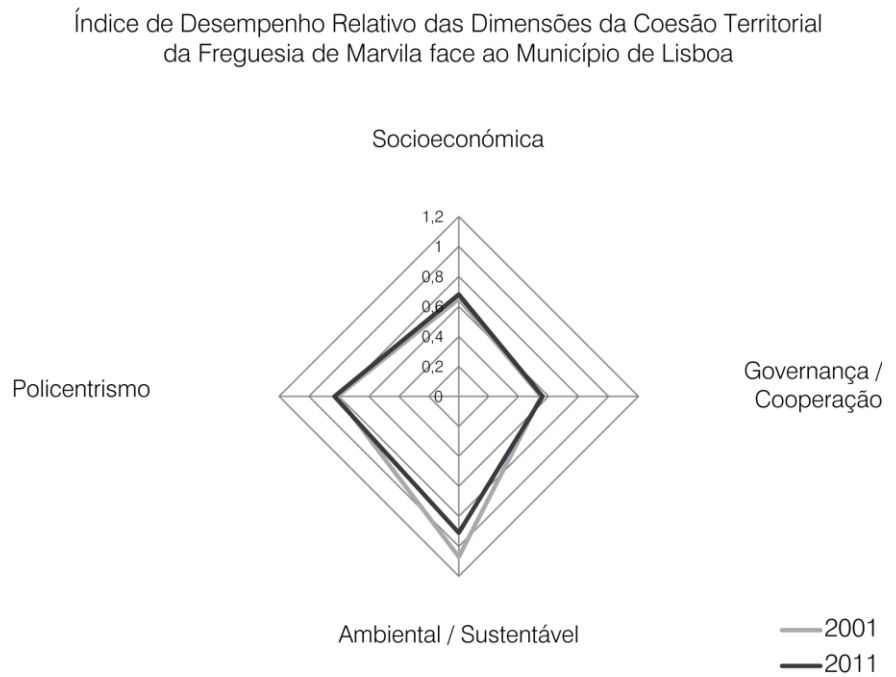 Índice de Desempenho Relativo das Dimensões da Coesão Territorial
da Freguesia de Marvila face ao Município de Lisboa
Socioeconómica
1,2
1
0,8
0,6
0,4
0,2
0
Policentrismo
Governança /
Cooperação
Ambiental / Sustentável
2001
2011